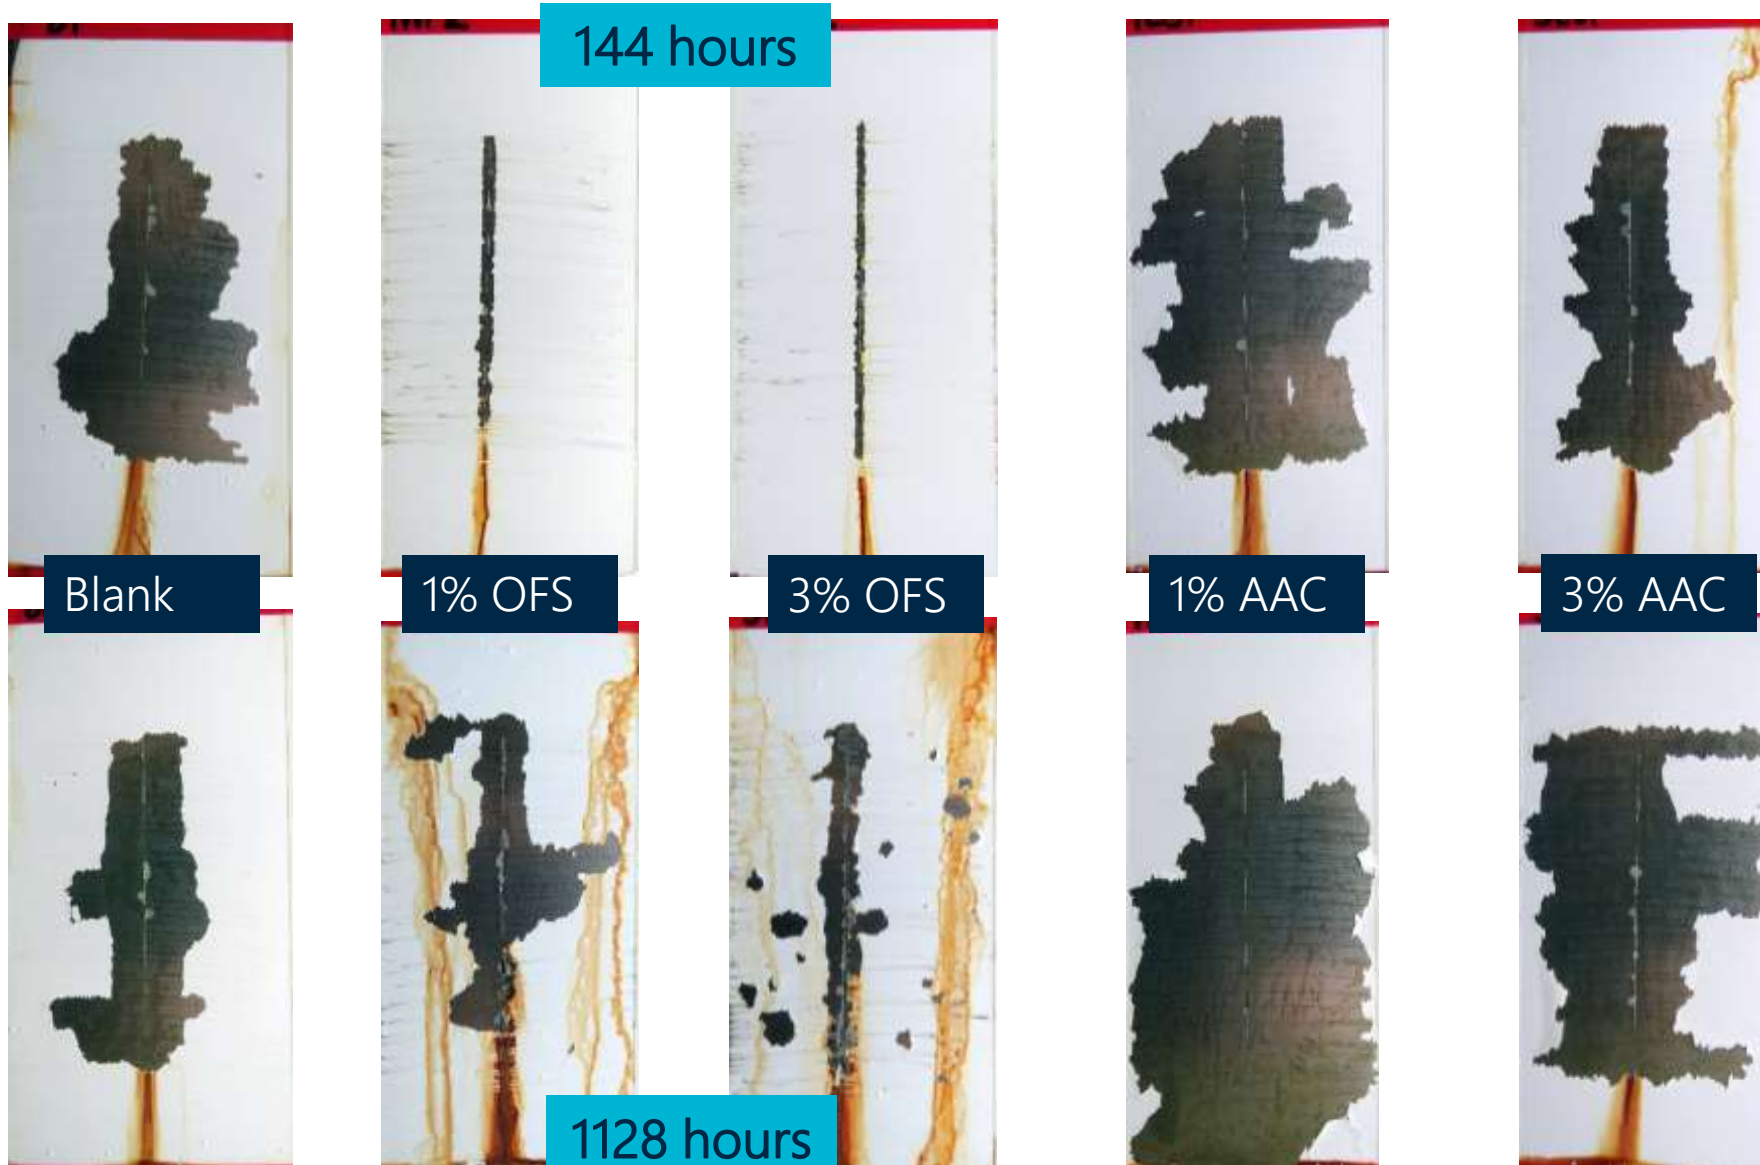 144 hours
Blank
1% OFS
3% OFS
1% AAC
3% AAC
1128 hours